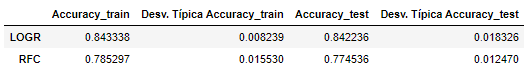 Accuracy_train Desv. Típica Accuracy_train Accuracy_test Desv. Típica Accuracy_test
LOGR 0.843338 0.008239 0.842236 0.018326
RFC 0.785297 0.015530 0.774536 0.012470